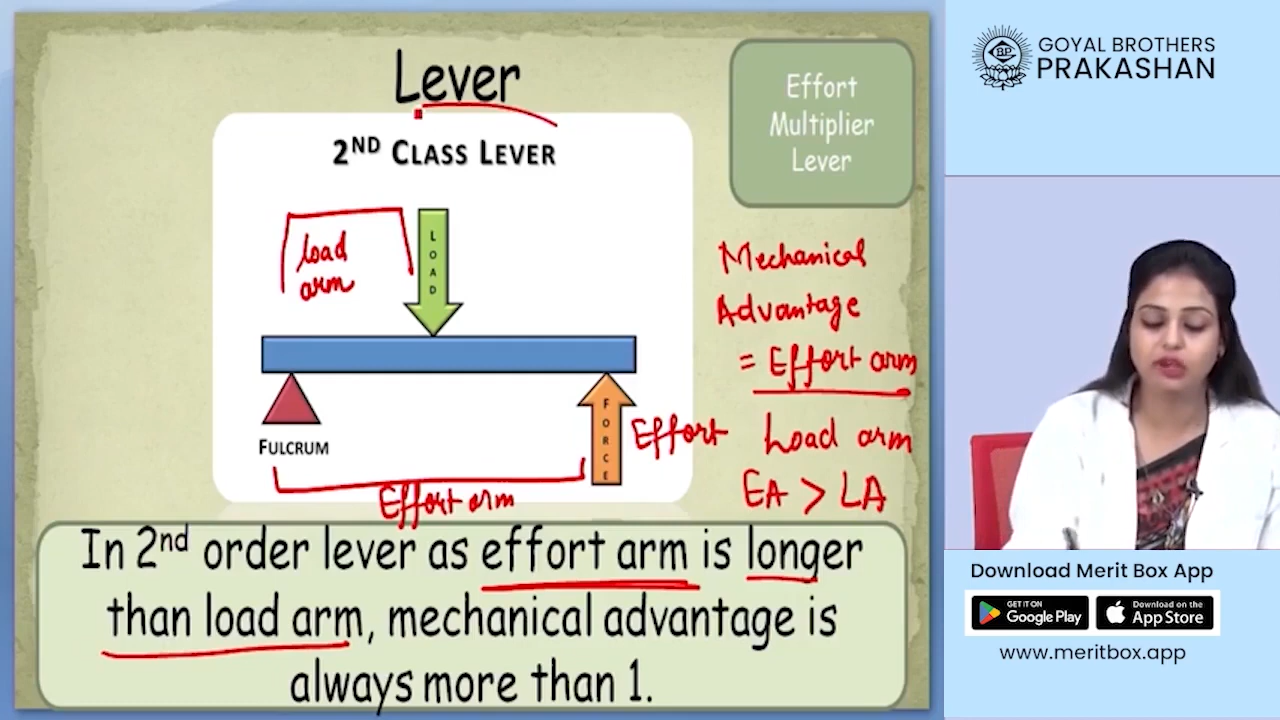 Lever
2ND CLASS LEVER
Effort
Multiplier
Lever
load
arm
LOAD
FULCRUM
FORCE
Effort
Effort arm
Mechanical
Advantage
= Effort arm
Load arm
EA > LA
In 2nd order lever as effort arm is longer
than load arm, mechanical advantage is
always more than 1.
GOYAL BROTHERS
PRAKASHAN
GBP
Download Merit Box App
GET IT ON
Google Play
Download on the
App Store
www.meritbox.app